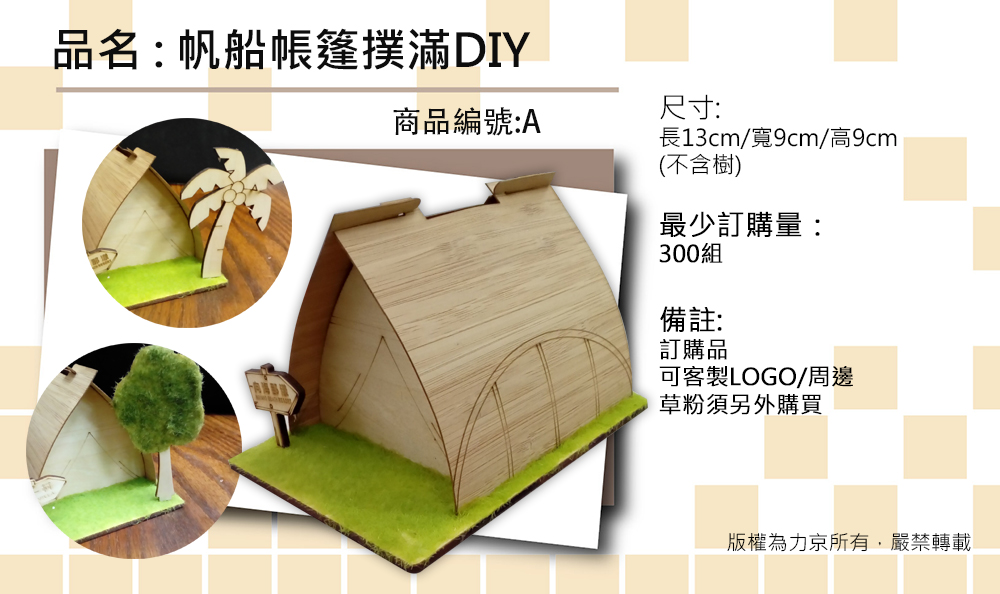 品名 : 帆船帳篷撲滿DIY
商品編號:A
尺寸:
長13cm/寬9cm/高9cm
(不含樹)
最少訂購量：
300組
備註:
訂購品
可客製LOGO/周邊
草粉須另外購買
版權為力京所有，嚴禁轉載